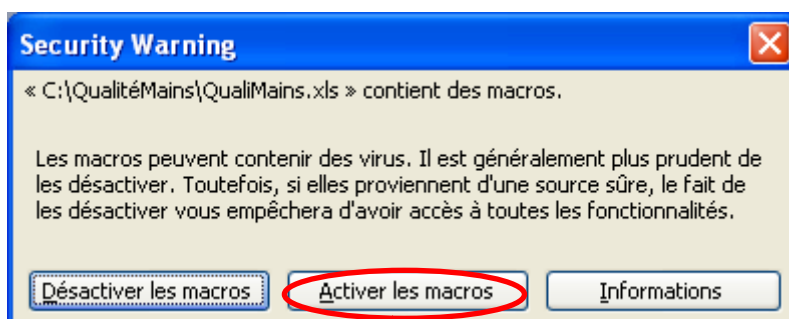 Security Warning
« C:\QualitéMains\QualiMains.xls » contient des macros.
Les macros peuvent contenir des virus. Il est généralement plus prudent de
les désactiver. Toutefois, si elles proviennent d'une source sûre, le fait de
les désactiver vous empêchera d'avoir accès à toutes les fonctionnalités.
Désactiver les macros Activer les macros Informations